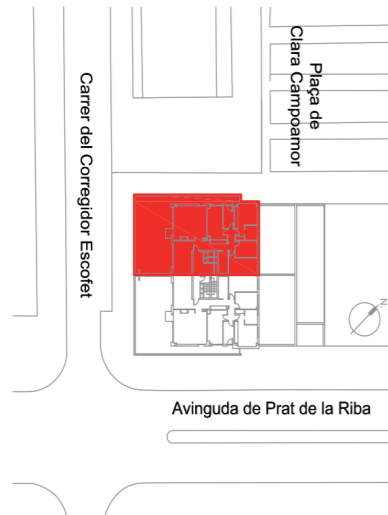 Carrer del Corregidor Escofet
Plaça de
Clara Campoamor
N
Avinguda de Prat de la Riba